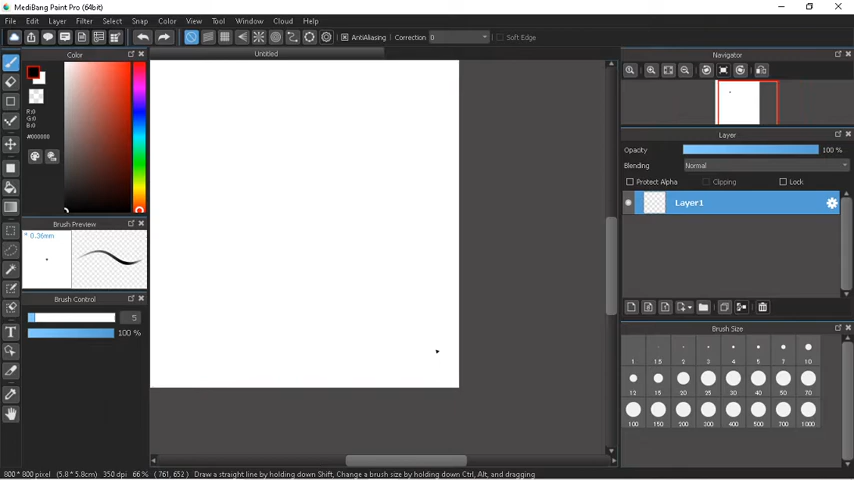 MediBang Paint Pro (64bit)
File Edit Layer Filter Select Snap Color View Tool Window Cloud Help
AntiAliasing Correction 0 Soft Edge
Color
Untitled
Navigator
R:0
G:0
B:0
#000000
Layer
Opacity 100 %
Blending Normal
Protect Alpha Clipping Lock
Layer1
Brush Preview
* 0.36mm
Brush Control
5
100 %
Brush Size
1 1.5 2 3 4 5 7 10
12 15 20 25 30 40 50 70
100 150 200 300 400 500 700 1000
800 * 800 pixel (5.8 * 5.8cm) 350 dpi 66 % ( 761, 652 ) Draw a straight line by holding down Shift, Change a brush size by holding down Ctrl, Alt, and dragging